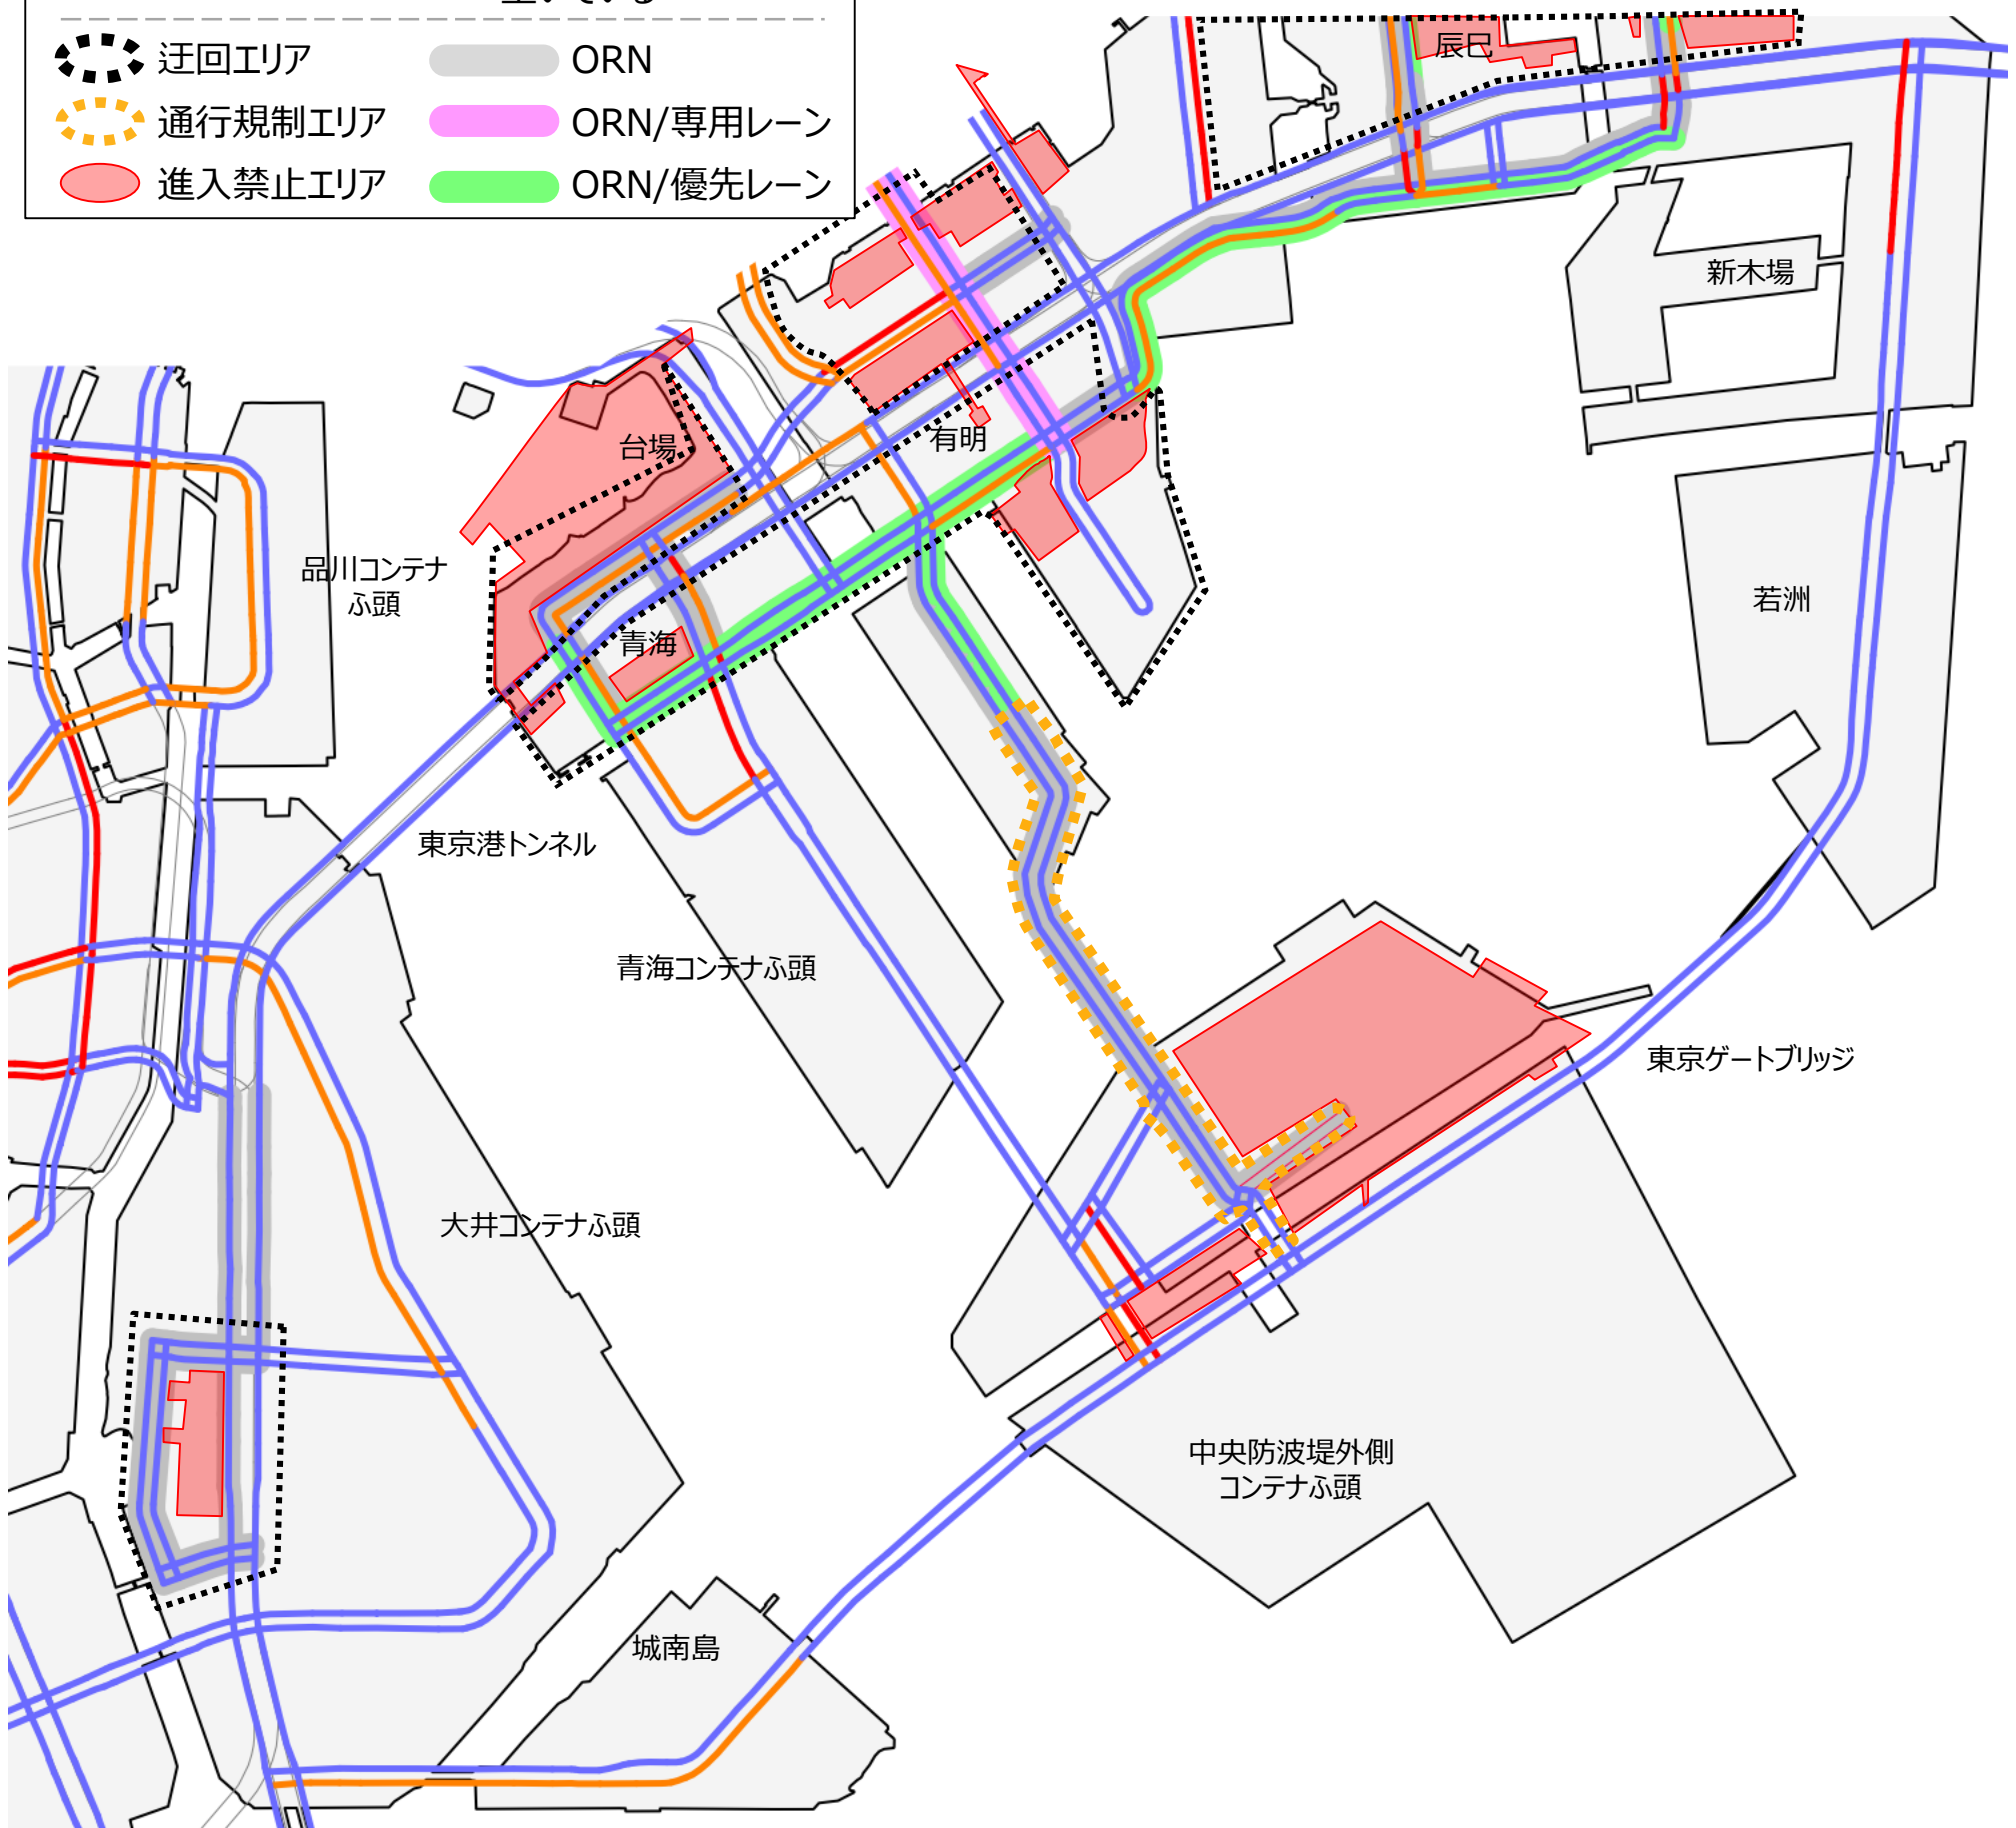 空いている
迂回エリア
ORN
通行規制エリア
ORN/専用レーン
進入禁止エリア
ORN/優先レーン
辰巳
新木場
有明
台場
品川コンテナ
ふ頭
青海
若洲
東京港トンネル
青海コンテナふ頭
東京ゲートブリッジ
大井コンテナふ頭
中央防波堤外側
コンテナふ頭
城南島